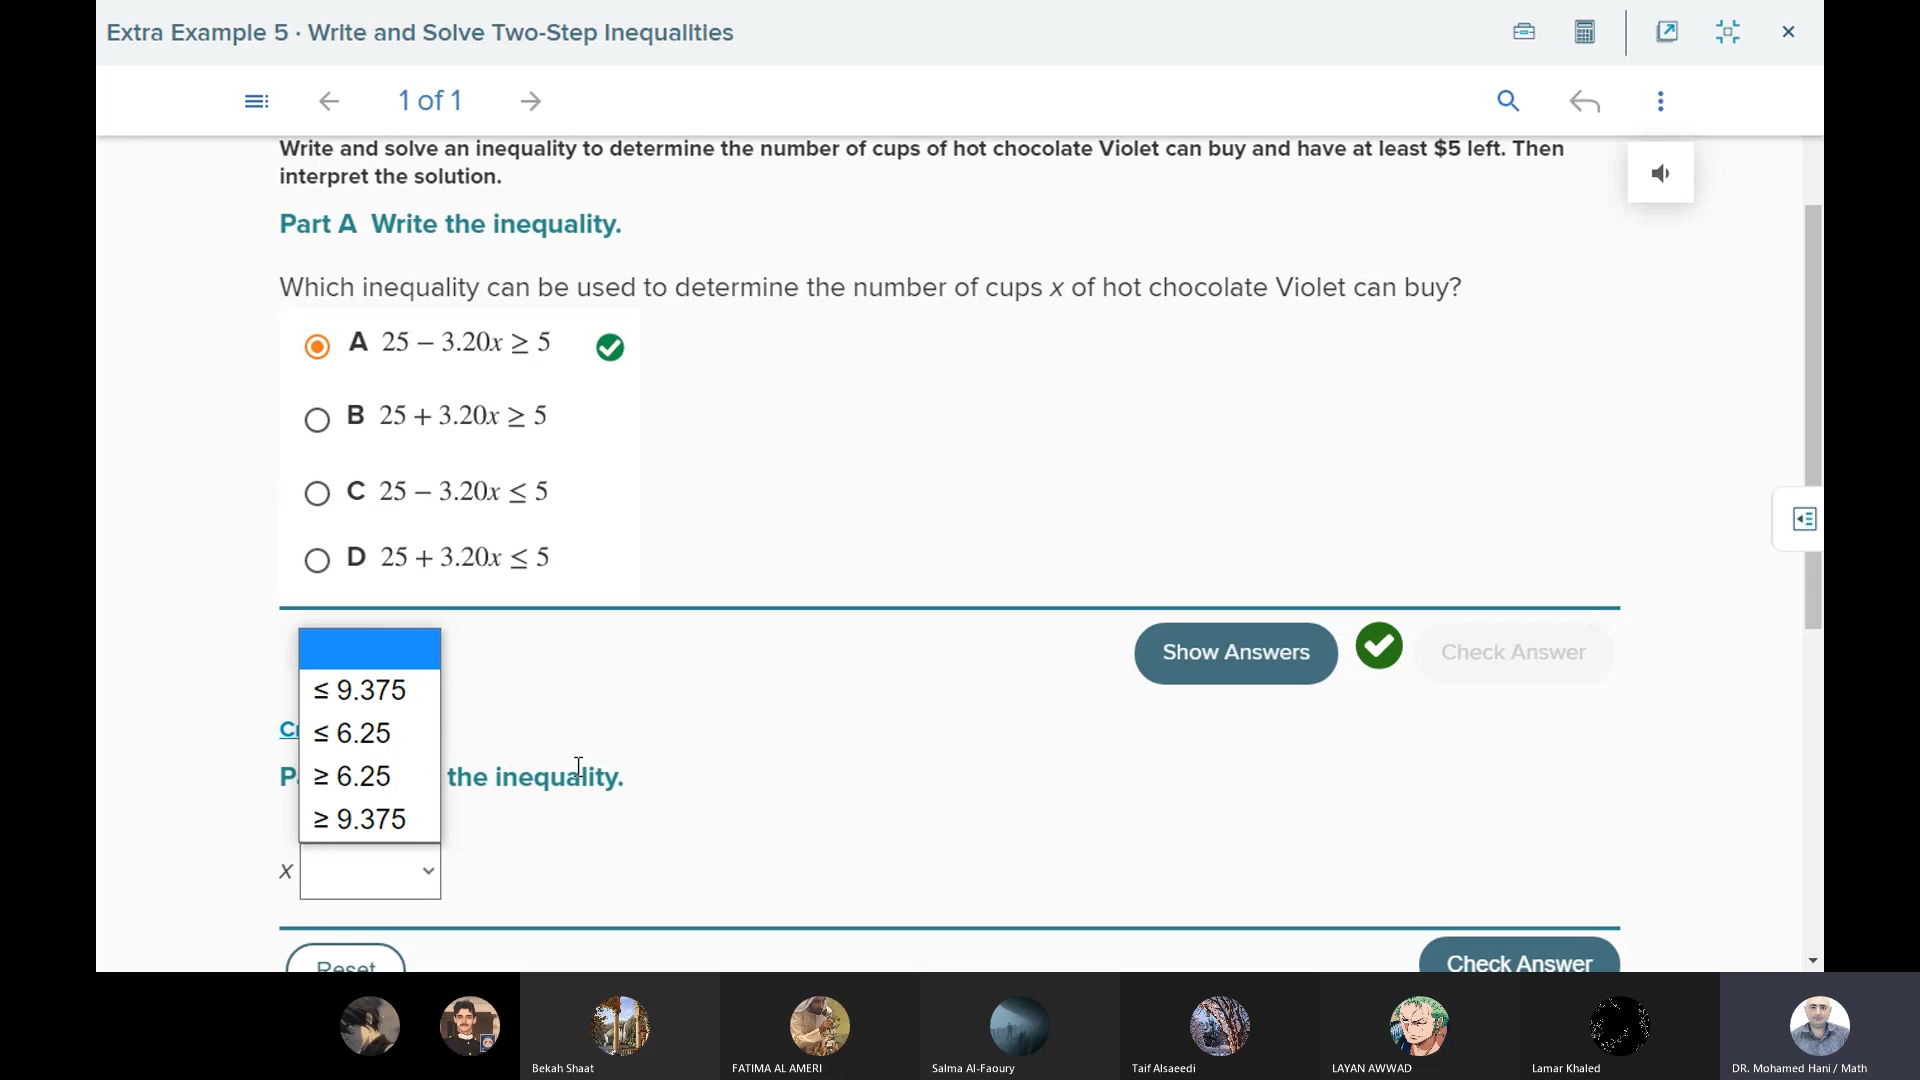 Extra Example 5 · Write and Solve Two-Step Inequalities
1 of 1
Write and solve an inequality to determine the number of cups of hot chocolate Violet can buy and have at least $5 left. Then
interpret the solution.
Part A Write the inequality.
Which inequality can be used to determine the number of cups x of hot chocolate Violet can buy?
A 25 − 3.20x ≥ 5
B 25 + 3.20x ≥ 5
C 25 − 3.20x ≤ 5
D 25 + 3.20x ≤ 5
Show Answers
Check Answer
≤ 9.375
≤ 6.25
≥ 6.25
≥ 9.375
the inequality.
x
Reset
Check Answer
Bekah Shaat
FATIMA AL AMERI
Salma Al-Faoury
Taif Alsaeedi
LAYAN AWWAD
Lamar Khaled
DR. Mohamed Hani / Math